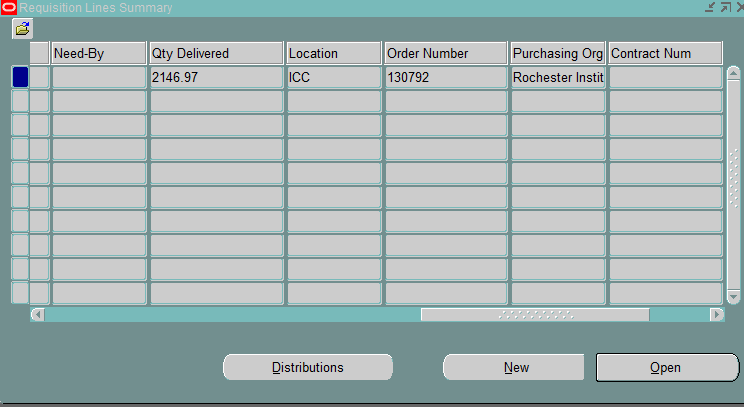 Requisition Lines Summary
Need-By Qty Delivered Location Order Number Purchasing Org Contract Num
2146.97 ICC 130792 Rochester Instit
Distributions New Open